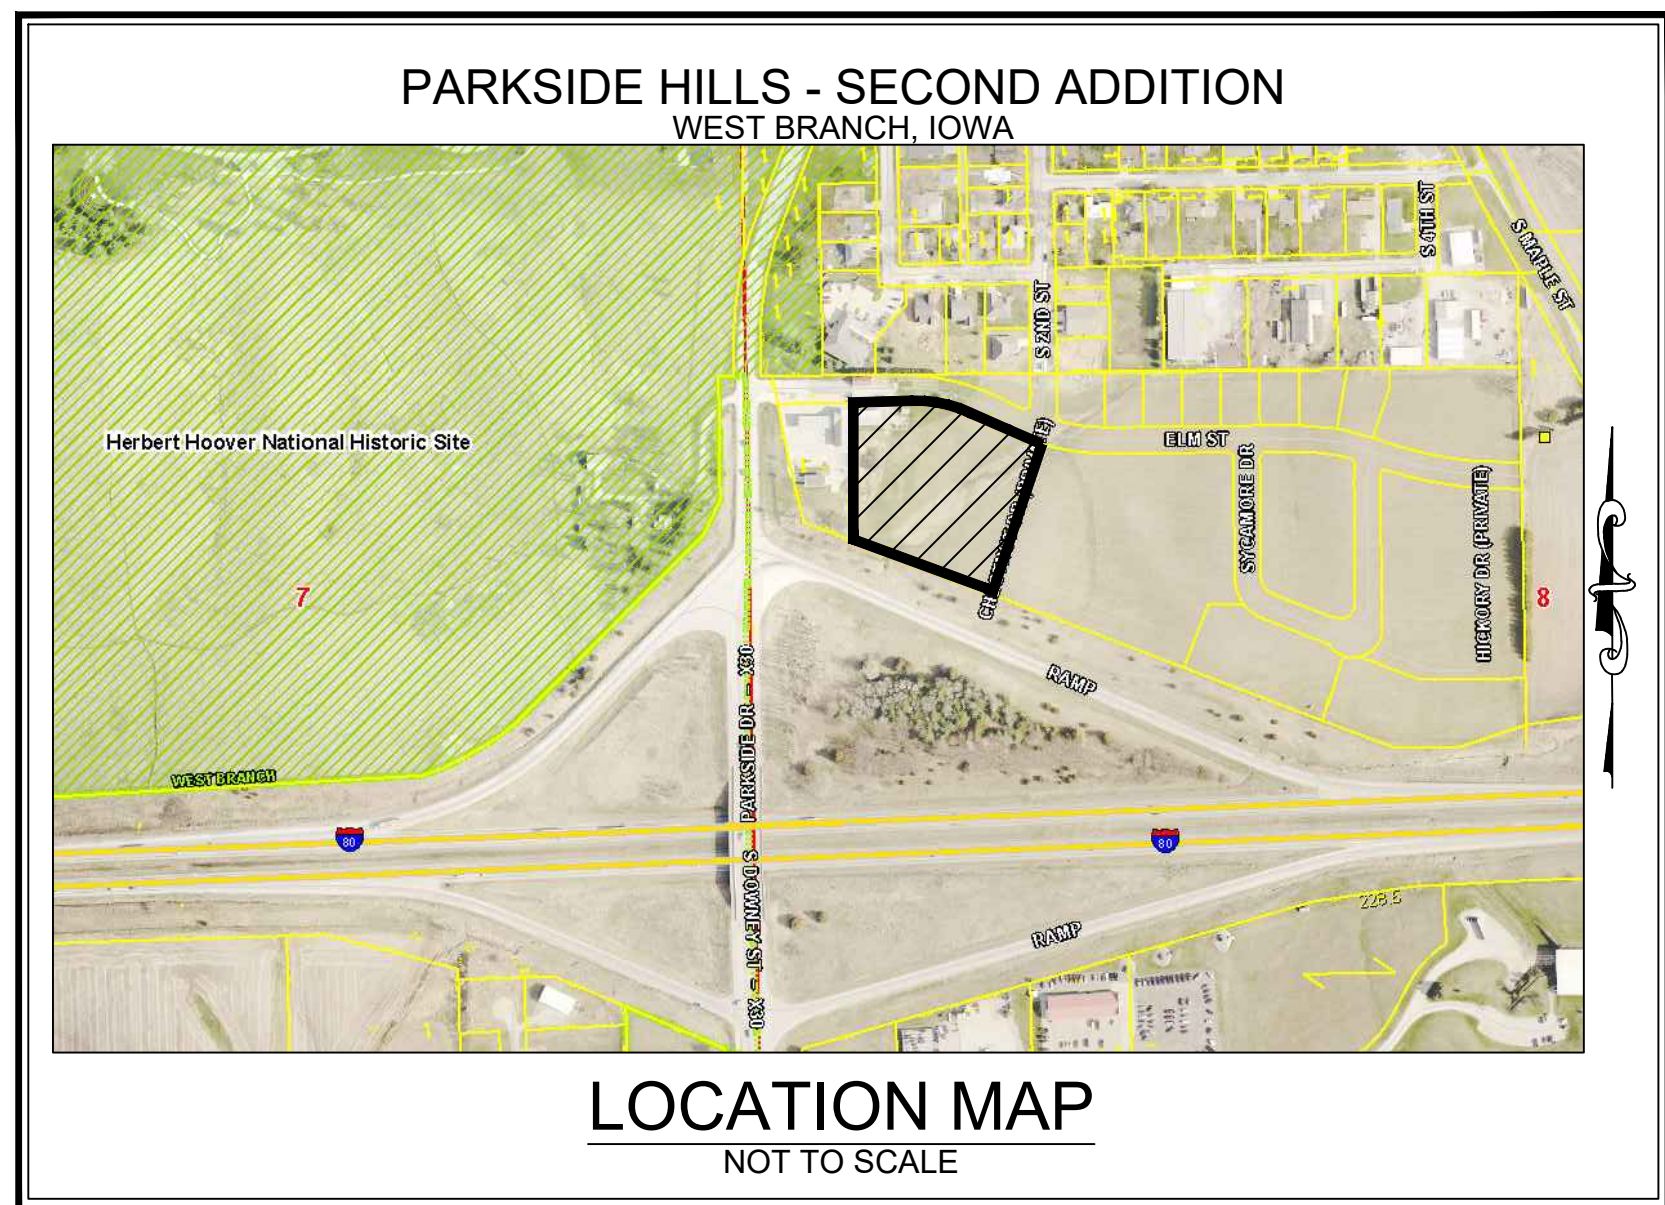 PARKSIDE HILLS - SECOND ADDITION
WEST BRANCH, IOWA
S 4TH ST
S MAPLE ST
S 2ND ST
Herbert Hoover National Historic Site
ELM ST
SYCAMORE DR
HICKORY DR (PRIVATE)
7
8
RAMP
PARKSIDE DR - X30
WEST BRANCH
80
80
S DOWNEY ST - X30
228.5
RAMP
LOCATION MAP
NOT TO SCALE